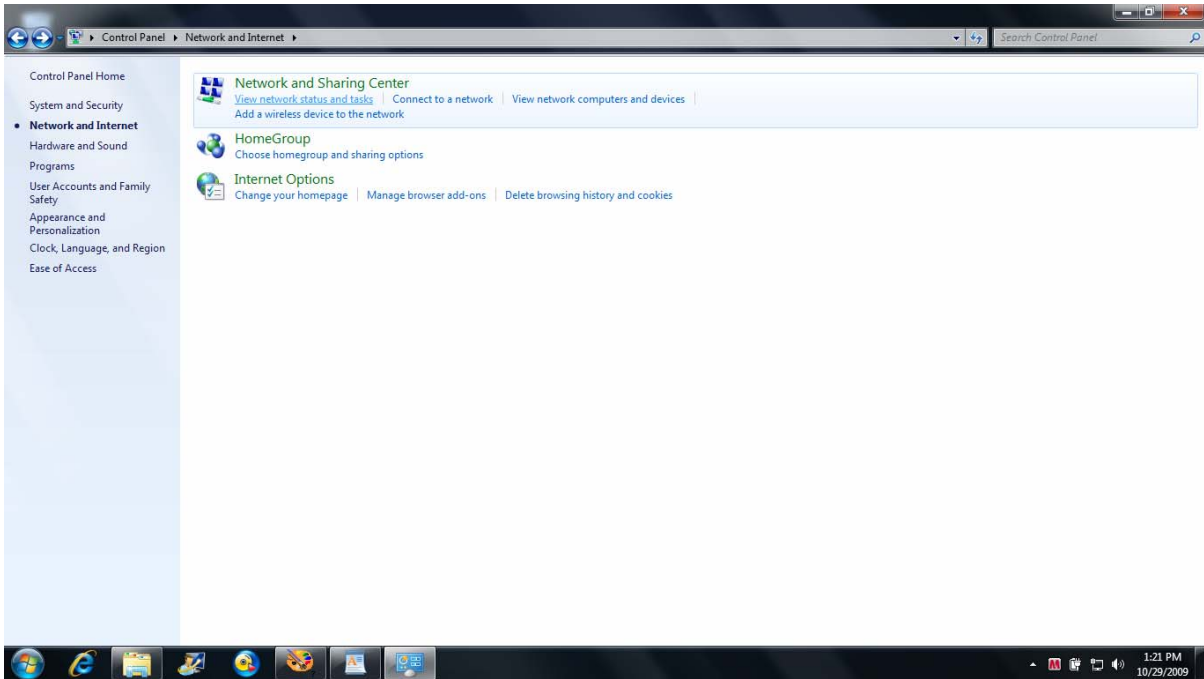 Control Panel Network and Internet
Search Control Panel
Control Panel Home
System and Security
Network and Internet
Hardware and Sound
Programs
User Accounts and Family
Safety
Appearance and
Personalization
Clock, Language, and Region
Ease of Access
Network and Sharing Center
View network status and tasks Connect to a network View network computers and devices
Add a wireless device to the network
HomeGroup
Choose homegroup and sharing options
Internet Options
Change your homepage Manage browser add-ons Delete browsing history and cookies
1:21 PM
10/29/2009